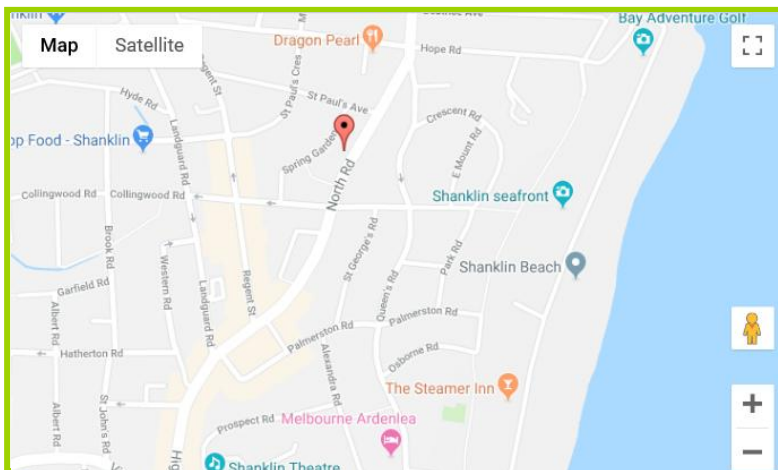 Map
Satellite
Bay Adventure Golf
Dragon Pearl
Hope Rd
Hyde Rd
Regent St
St Paul's Cres
St Paul's Ave
Landguard Rd
Crescent Rd
op Food - Shanklin
Spring Garden
North Rd
E Mount Rd
Collingwood Rd
Collingwood Rd
Shanklin seafront
Brook Rd
Western Rd
St George's Rd
Park Rd
Shanklin Beach
Garfield Rd
Landguard Rd
Regent St
Queen's Rd
Albert Rd
Palmerston Rd
Palmerston Rd
Hatherton Rd
Osborne Rd
Alexandra Rd
The Steamer Inn
Albert Rd
St John's Rd
Prospect Rd
Melbourne Ardenlea
Shanklin Theatre